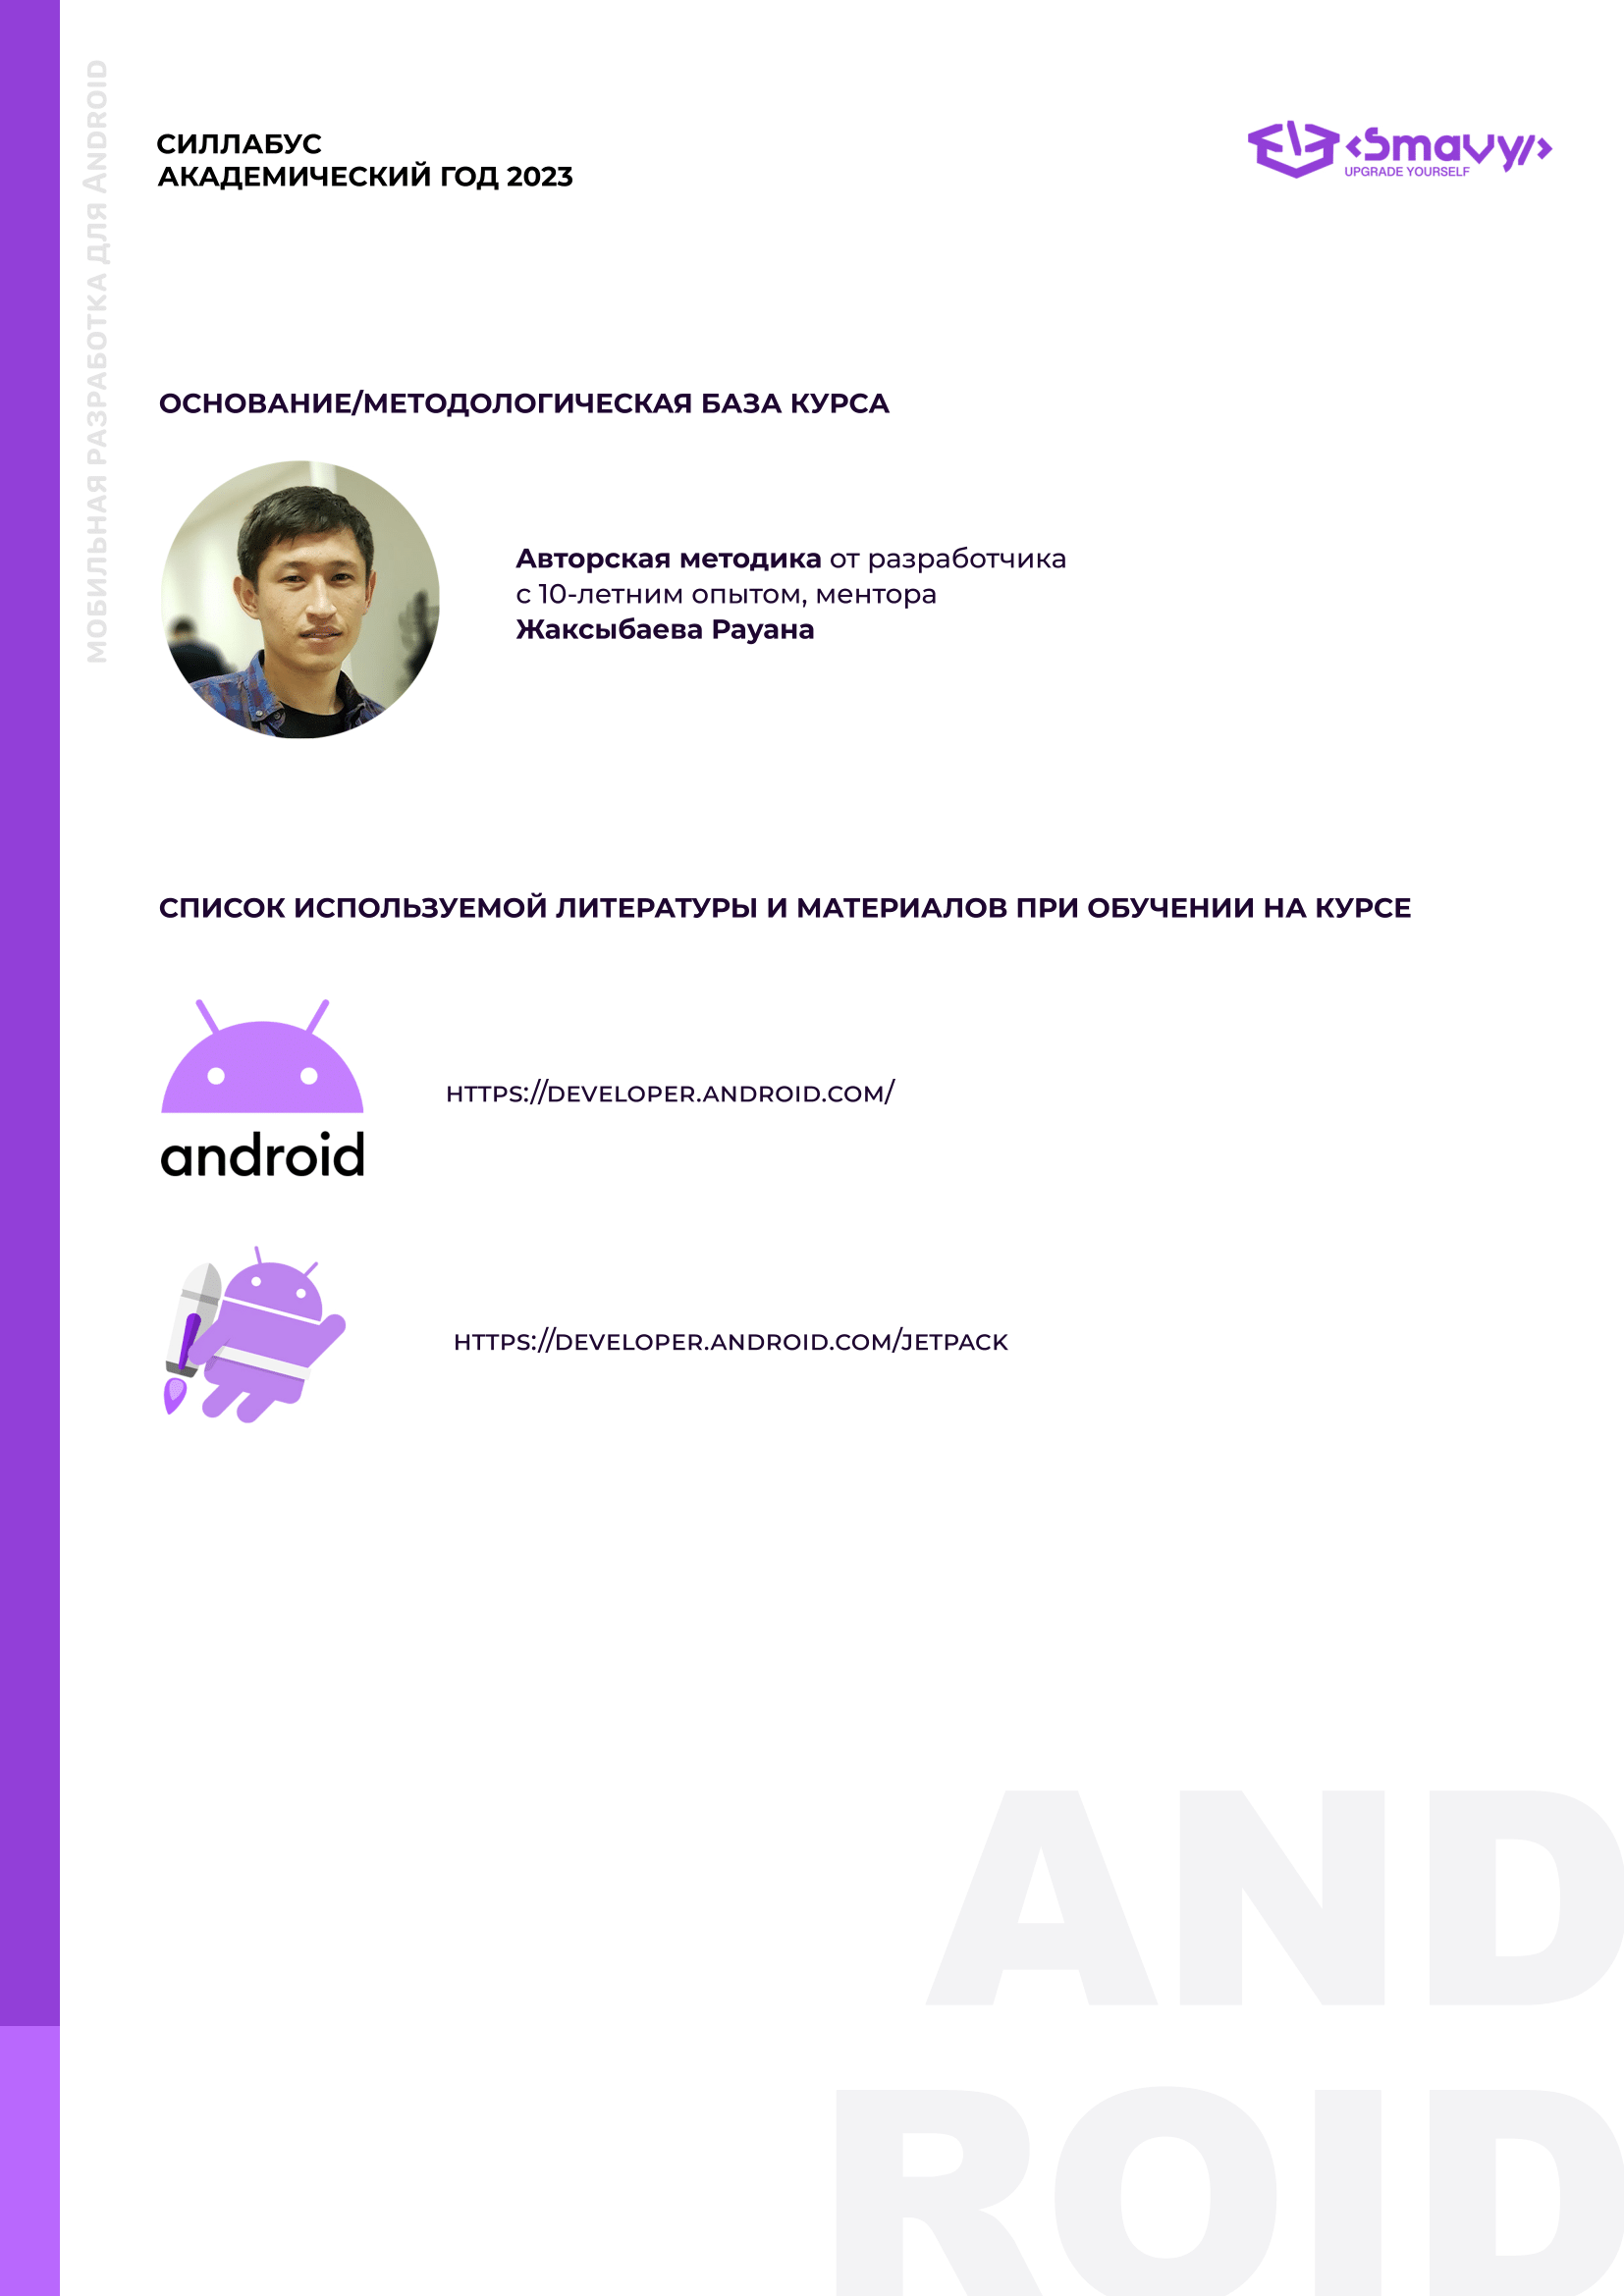 МОБИЛЬНАЯ РАЗРАБОТКА ДЛЯ ANDROID
СИЛЛАБУС
АКАДЕМИЧЕСКИЙ ГОД 2023
<Smavy/>
UPGRADE YOURSELF
ОСНОВАНИЕ/МЕТОДОЛОГИЧЕСКАЯ БАЗА КУРСА
Авторская методика от разработчика
с 10-летним опытом, ментора
Жаксыбаева Рауана
СПИСОК ИСПОЛЬЗУЕМОЙ ЛИТЕРАТУРЫ И МАТЕРИАЛОВ ПРИ ОБУЧЕНИИ НА КУРСЕ
HTTPS://DEVELOPER.ANDROID.COM/
android
HTTPS://DEVELOPER.ANDROID.COM/JETPACK
AND
ROID